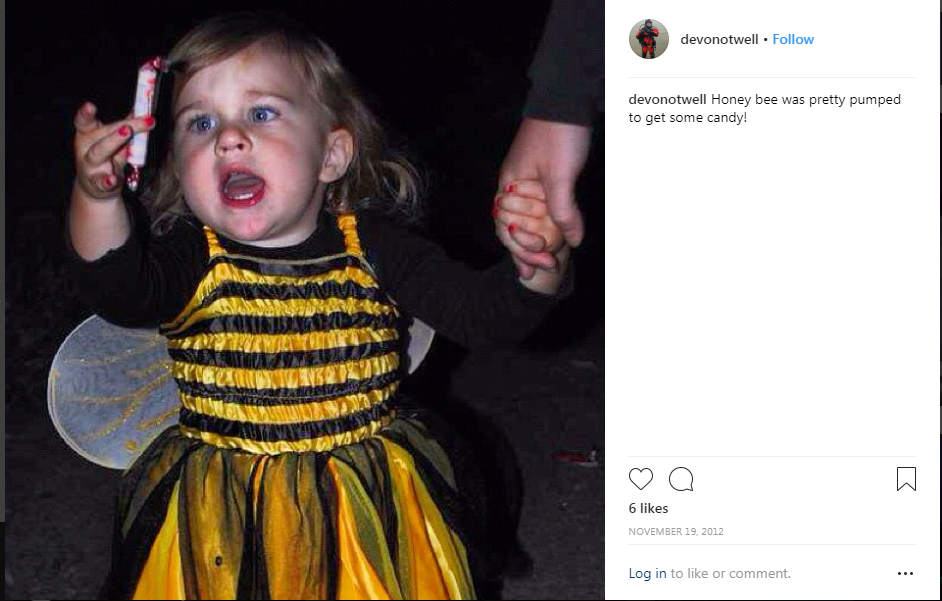 devonotwell • Follow
devonotwell Honey bee was pretty pumped
to get some candy!
6 likes
NOVEMBER 19, 2012
Log in to like or comment.